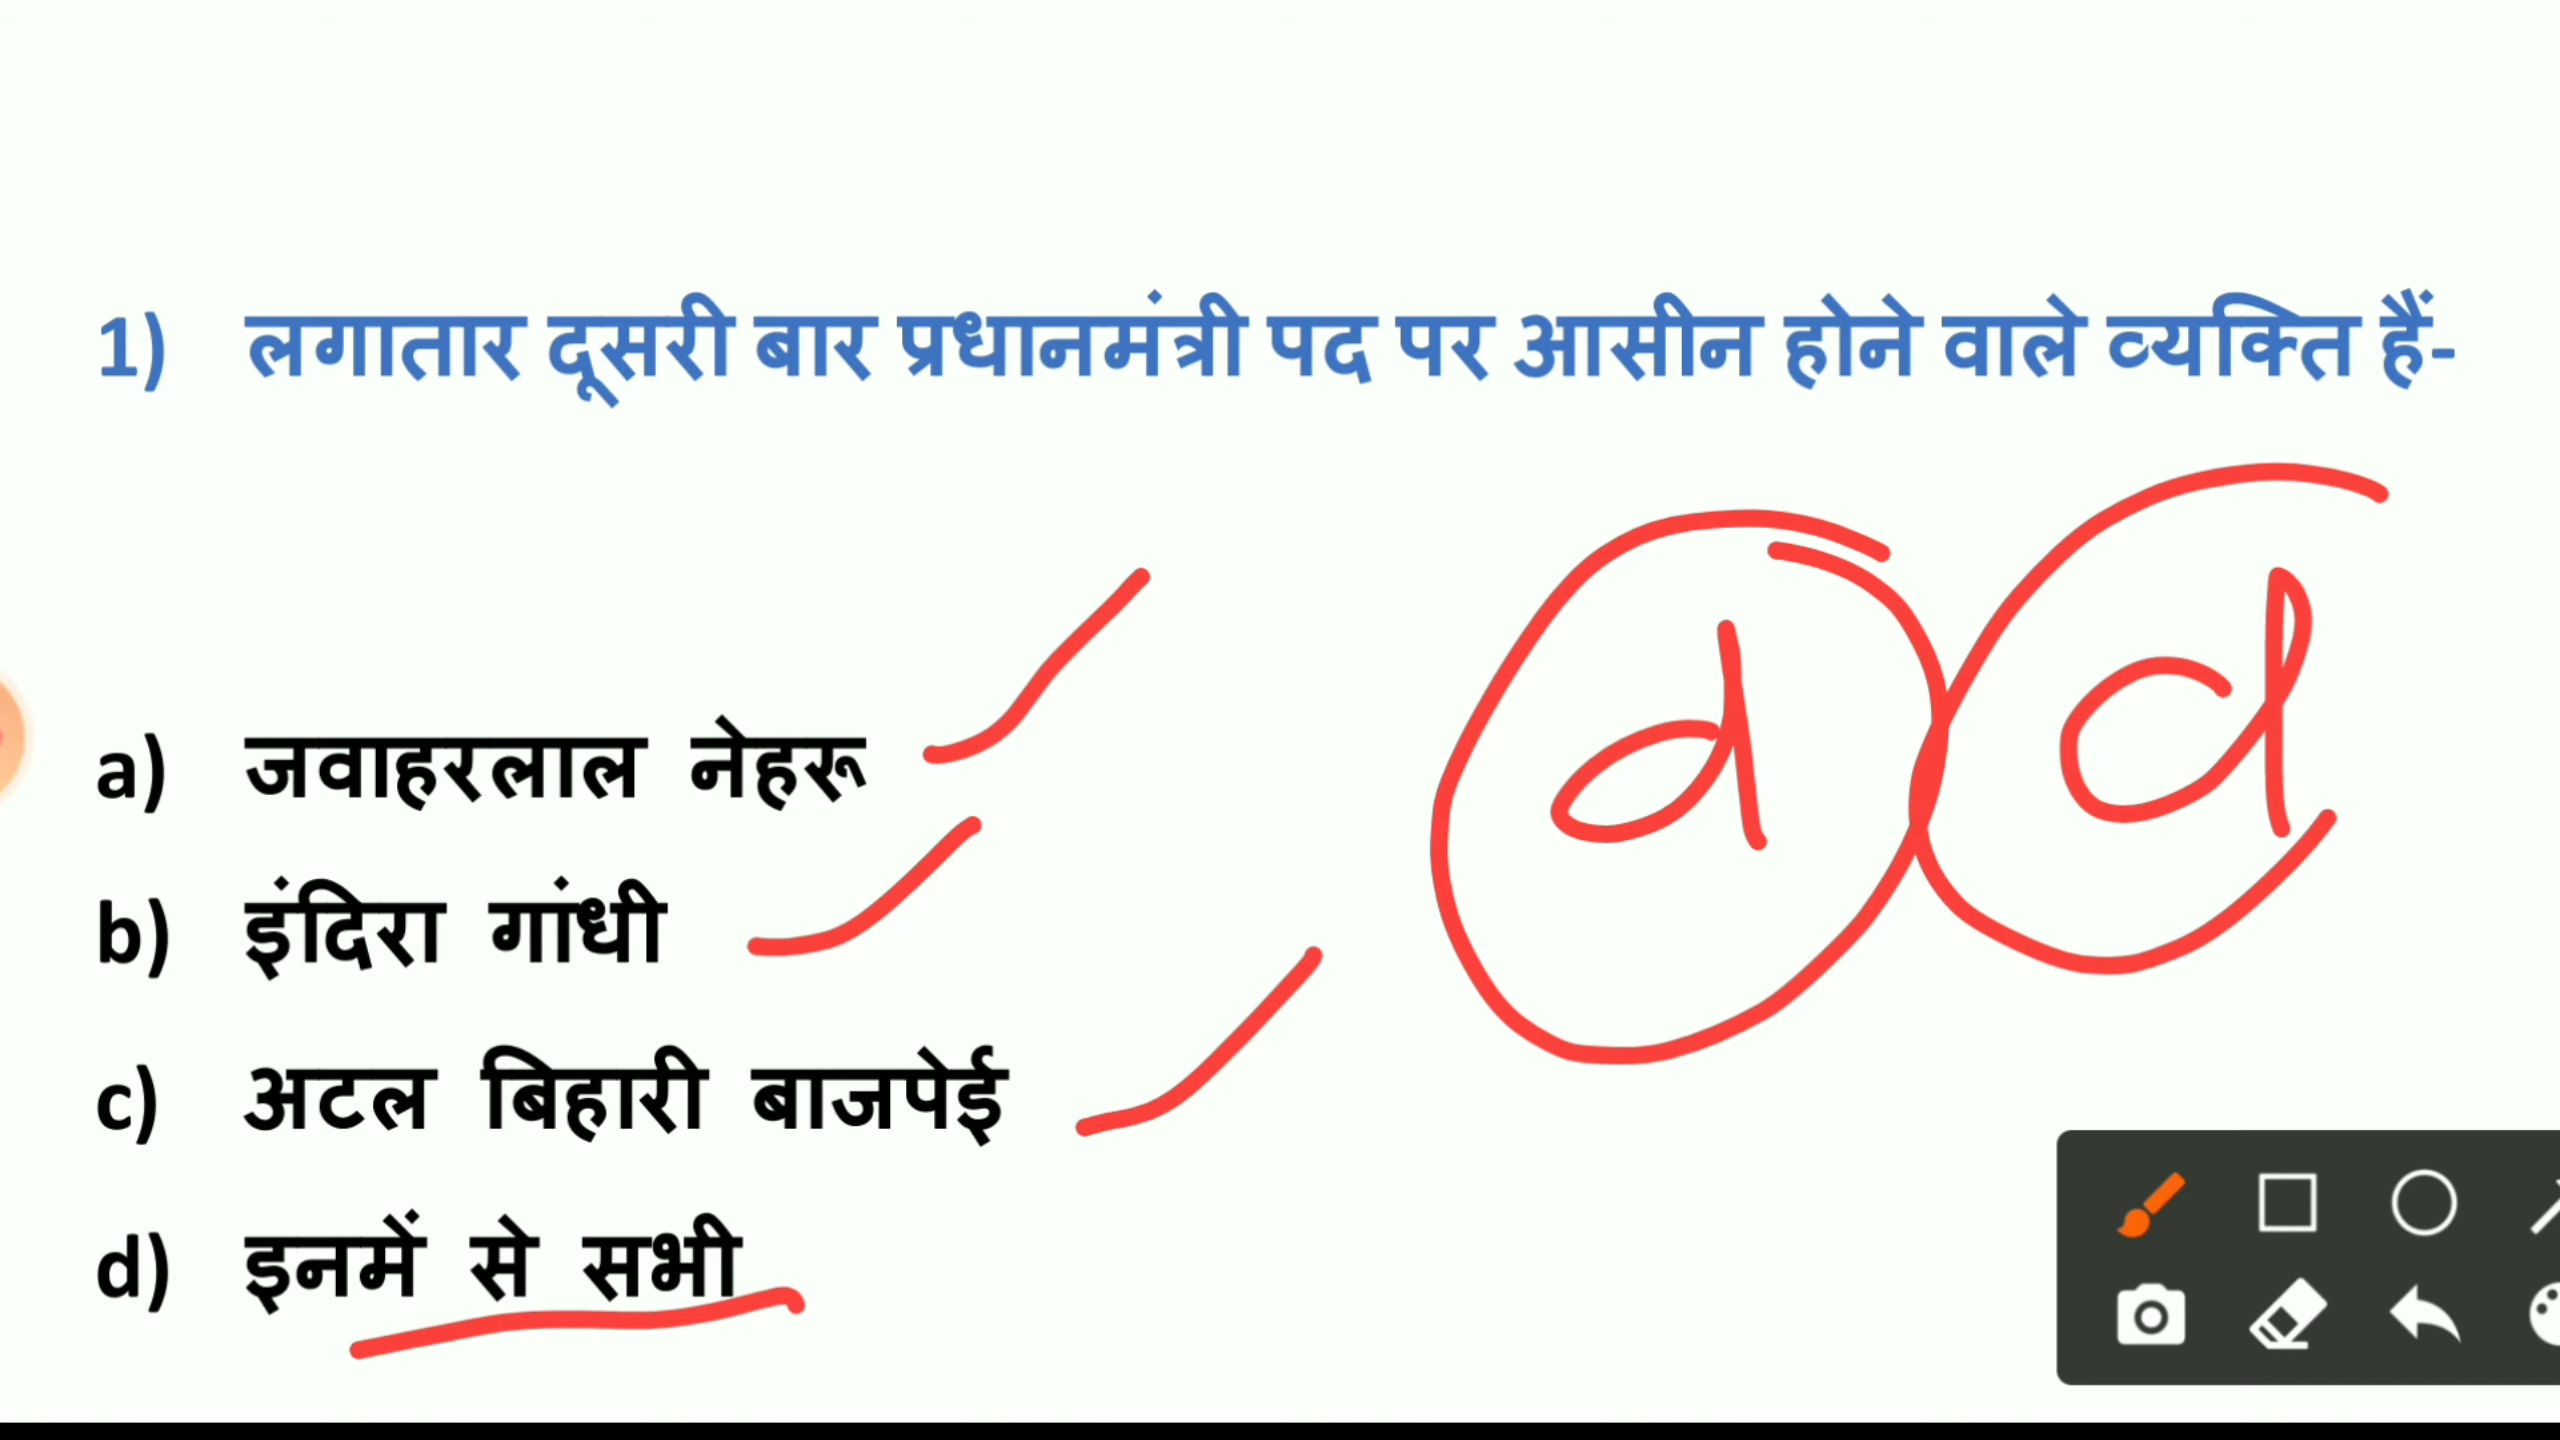 1) लगातार दूसरी बार प्रधानमंत्री पद पर आसीन होने वाले व्यक्ति हैं-
d d
a) जवाहरलाल नेहरू
b) इंदिरा गांधी
c) अटल बिहारी बाजपेई
d) इनमें से सभी